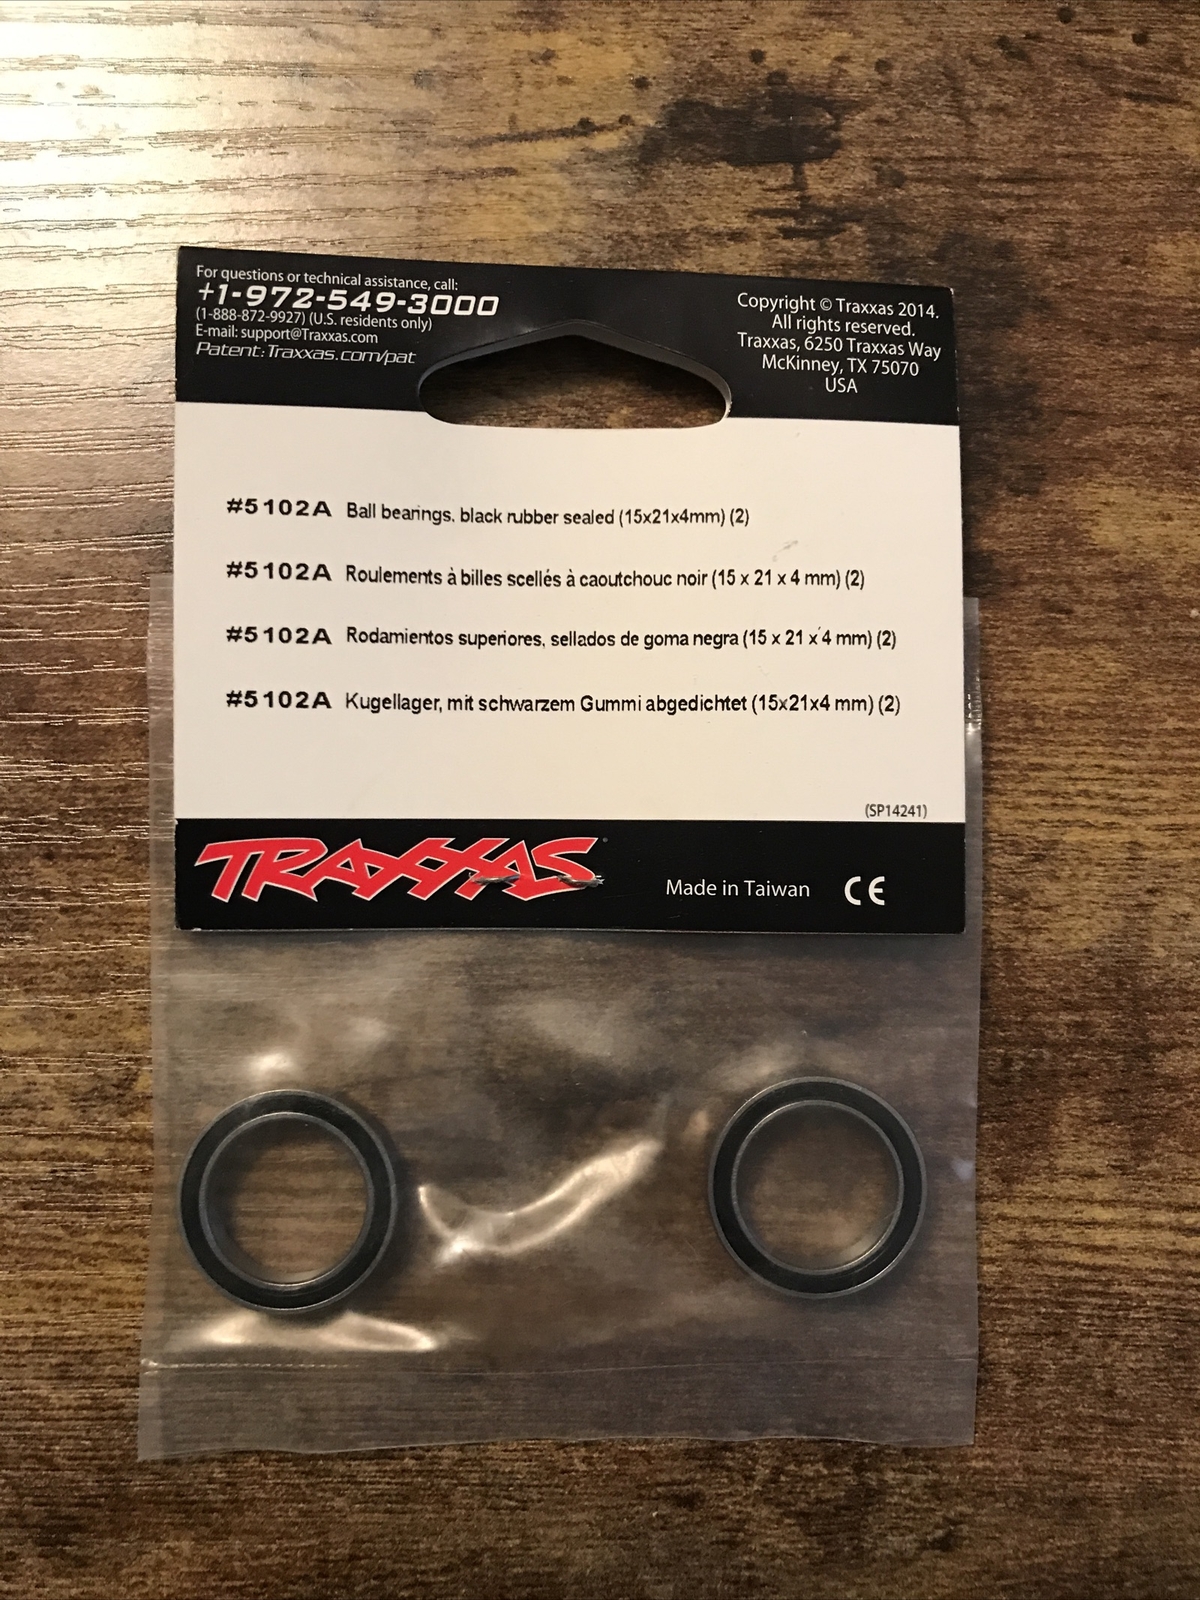 For questions or technical assistance, call:
+1-972-549-3000
(1-888-872-9927) (U.S. residents only)
E-mail: support@Traxxas.com
Patent: Traxxas.com/pat
Copyright © Traxxas 2014.
All rights reserved.
Traxxas, 6250 Traxxas Way
McKinney, TX 75070
USA
#5102A Ball bearings, black rubber sealed (15x21x4mm) (2)
#5102A Roulements à billes scellés à caoutchouc noir (15 x 21 x 4 mm) (2)
#5102A Rodamientos superiores, sellados de goma negra (15 x 21 x 4 mm) (2)
#5102A Kugellager, mit schwarzem Gummi abgedichtet (15x21x4 mm) (2)
(SP14241)
TRAXXAS
Made in Taiwan CE